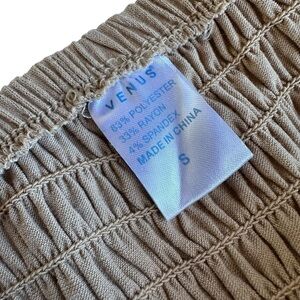 VENUS
63% POLYESTER
33% RAYON
4% SPANDEX
MADE IN CHINA
S